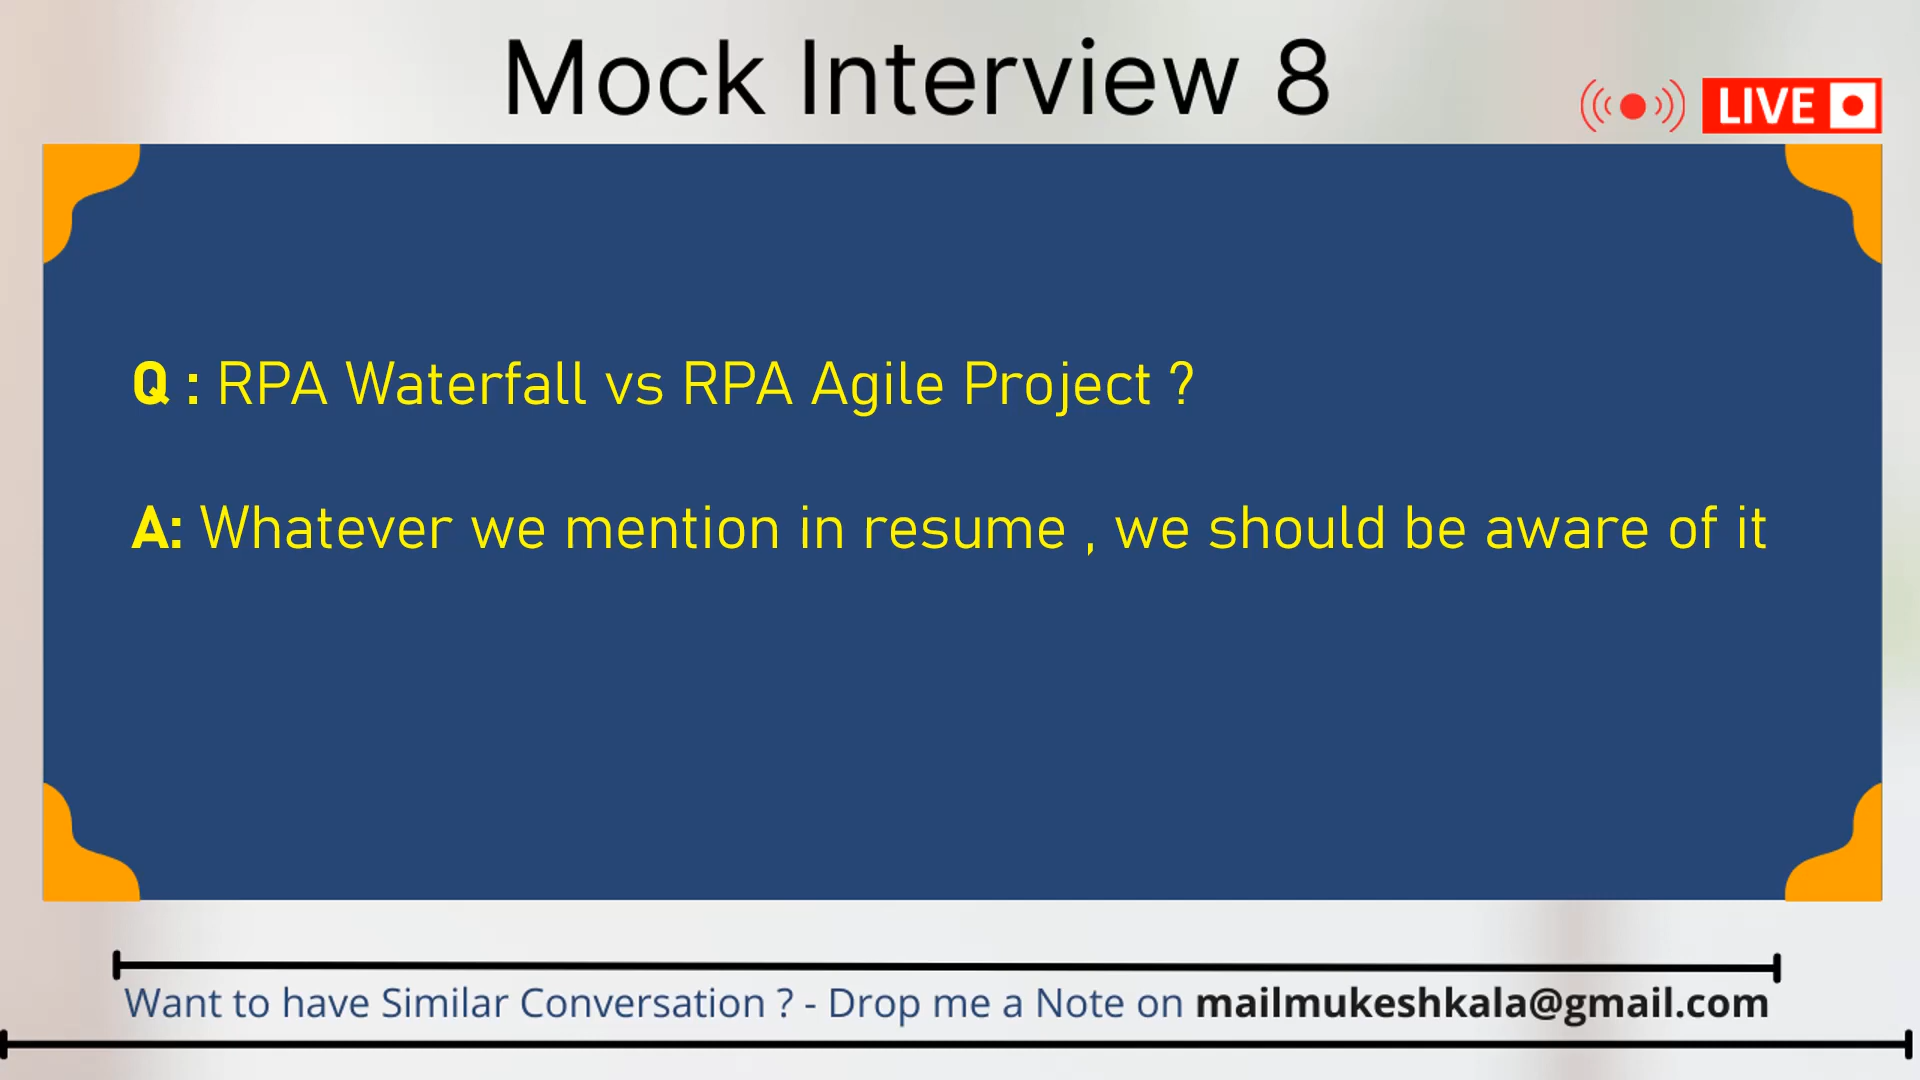 Mock Interview 8
LIVE
Q : RPA Waterfall vs RPA Agile Project ?
A: Whatever we mention in resume , we should be aware of it
Want to have Similar Conversation ? - Drop me a Note on mailmukeshkala@gmail.com